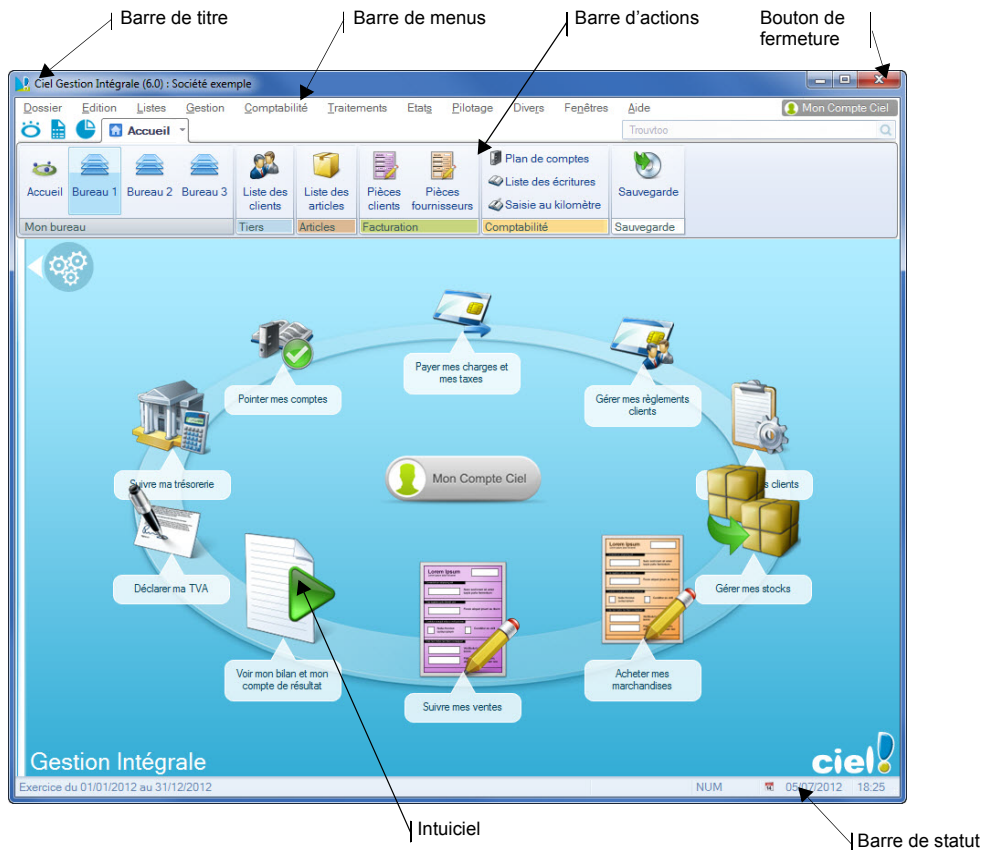 Barre de titre
Barre de menus
Barre d'actions
Bouton de
fermeture
Ciel Gestion Intégrale (6.0) : Société exemple
Dossier Edition Listes Gestion Comptabilité Traitements Etats Pilotage Divers Fenêtres Aide
Mon Compte Ciel
Accueil
Trouvtoo
Accueil Bureau 1 Bureau 2 Bureau 3
Liste des
clients
Liste des
articles
Pièces
clients
Pièces
fournisseurs
Plan de comptes
Liste des écritures
Saisie au kilomètre
Sauvegarde
Mon bureau Tiers Articles Facturation Comptabilité Sauvegarde
Payer mes charges et
mes taxes
Pointer mes comptes
Gérer mes règlements
clients
Suivre ma trésorerie
Mon Compte Ciel
clients
Déclarer ma TVA
Lorem Ipsum
Lorem Ipsum
Gérer mes stocks
Voir mon bilan et mon
compte de résultat
Acheter mes
marchandises
Suivre mes ventes
Gestion Intégrale
ciel!
Exercice du 01/01/2012 au 31/12/2012
NUM
05/07/2012
18:25
Intuiciel
Barre de statut